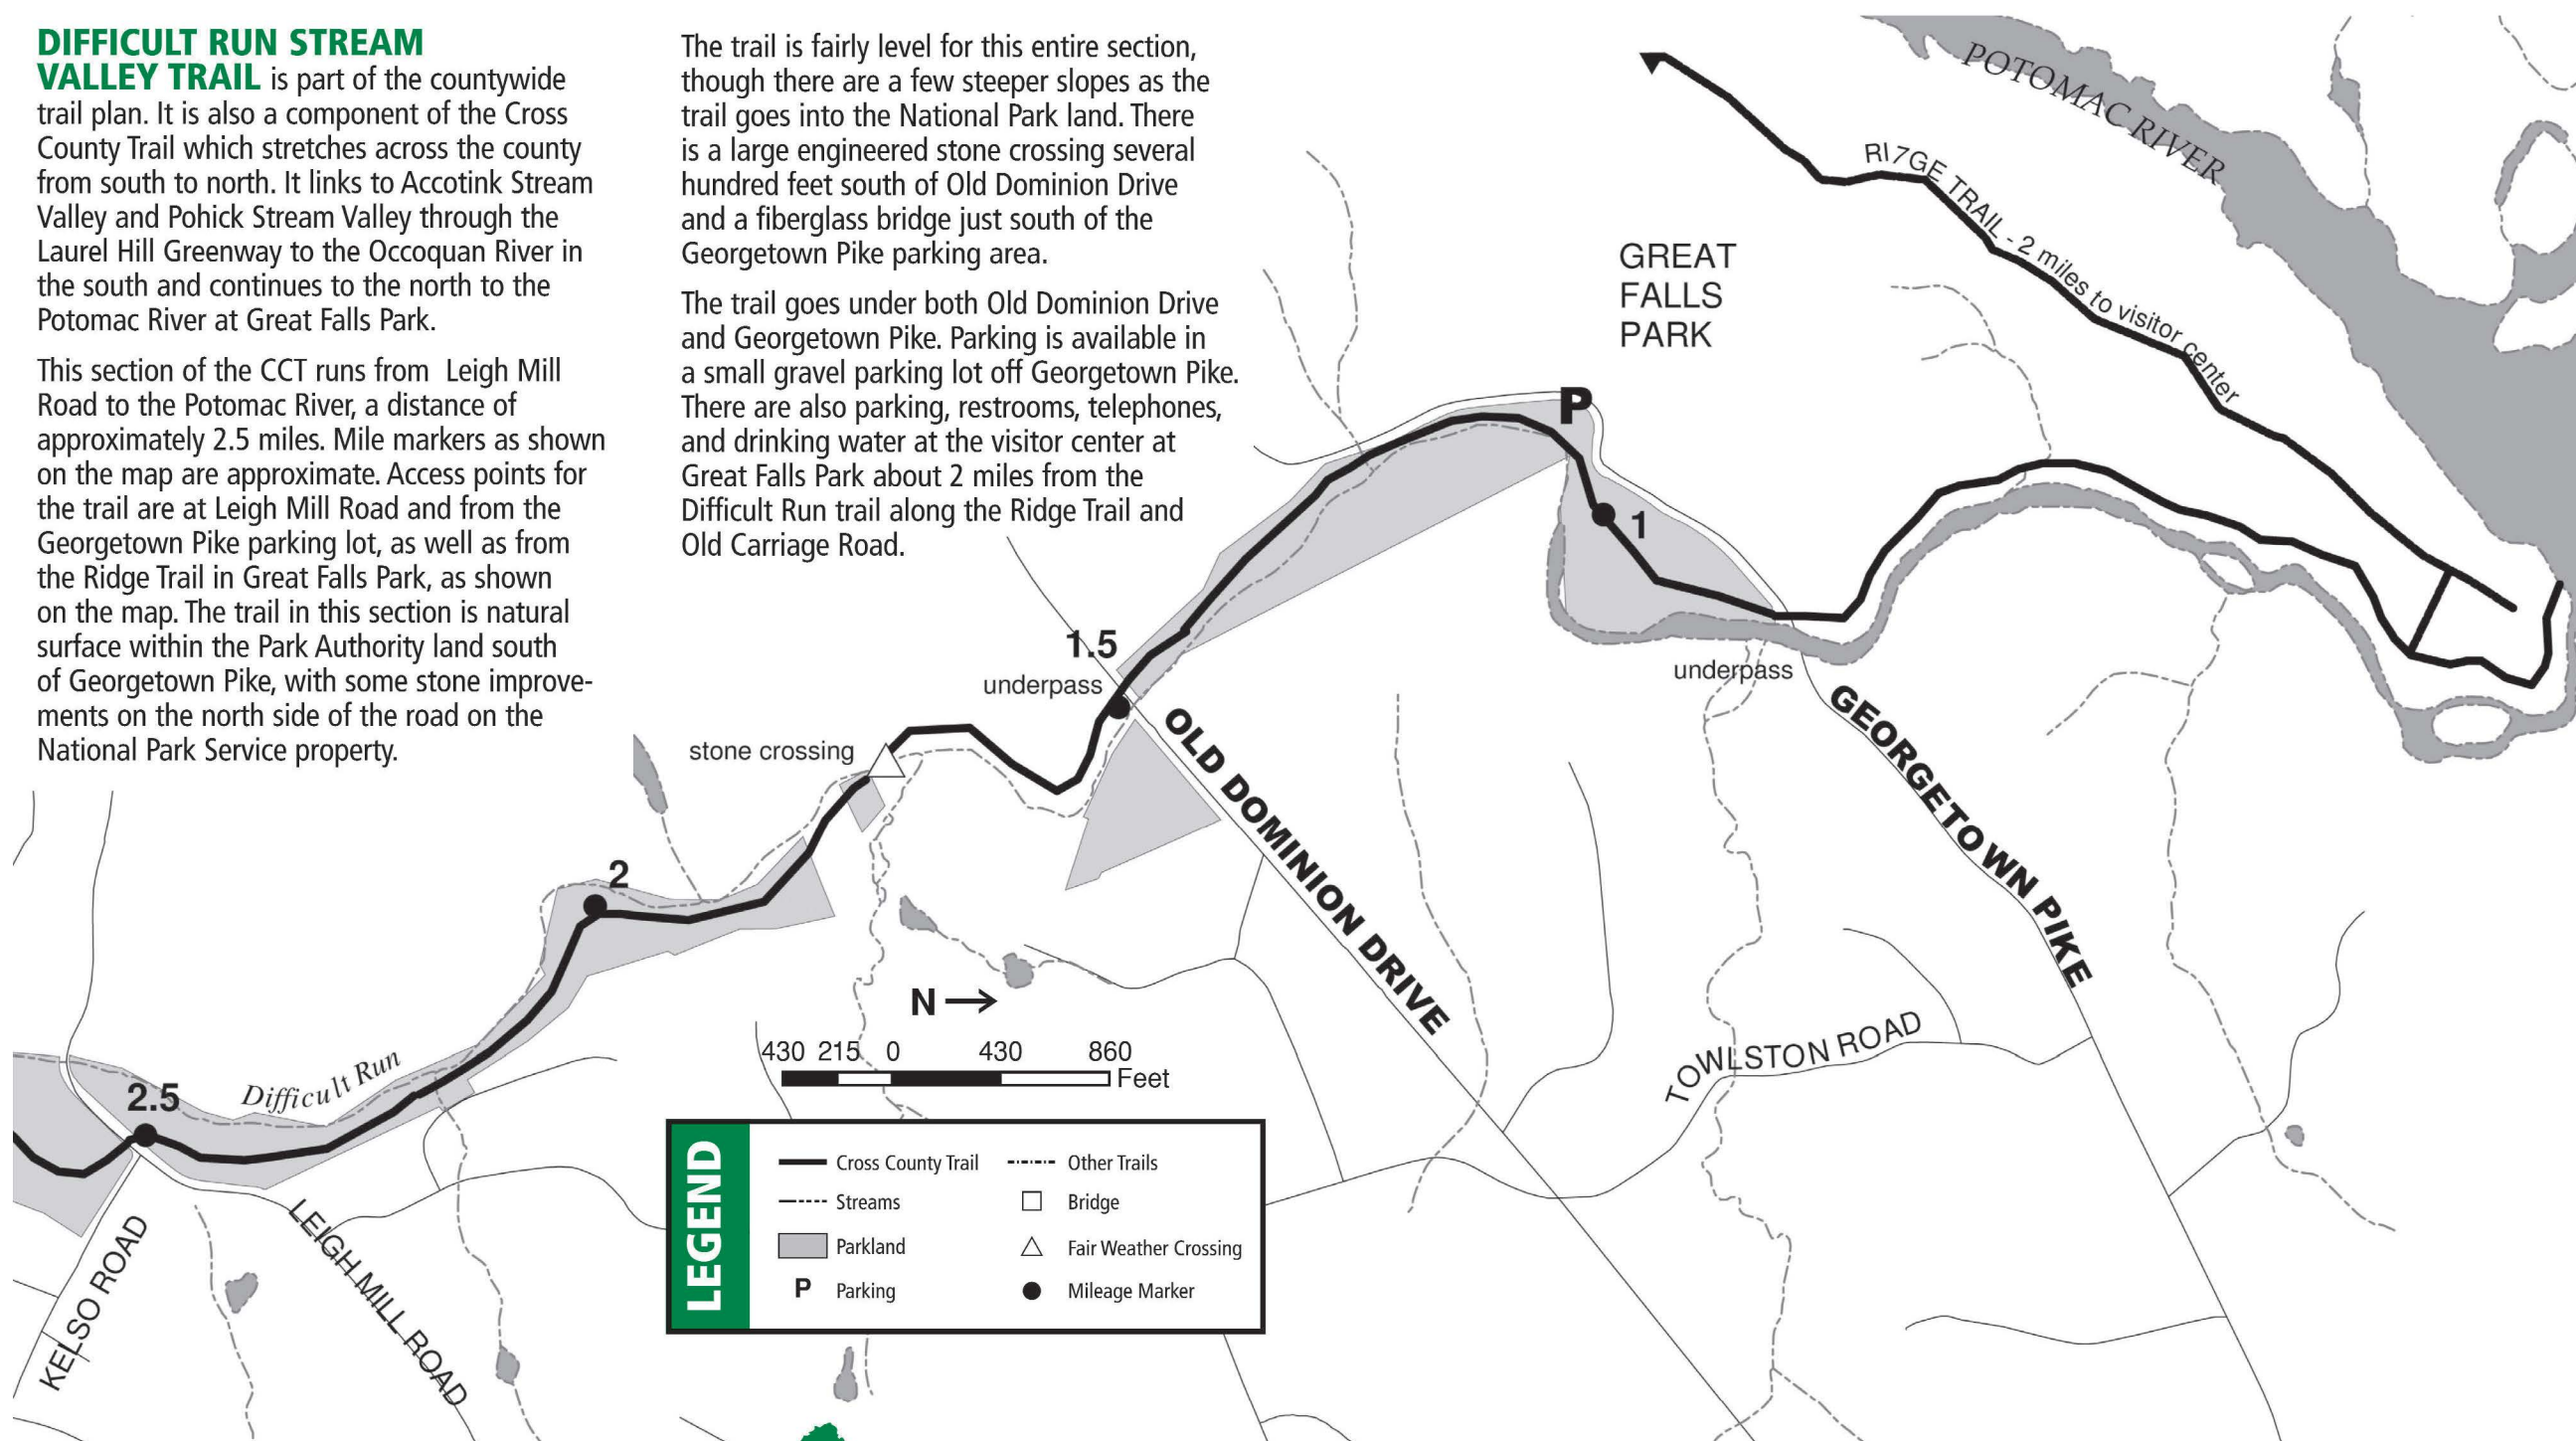 DIFFICULT RUN STREAM
VALLEY TRAIL is part of the countywide
trail plan. It is also a component of the Cross
County Trail which stretches across the county
from south to north. It links to Accotink Stream
Valley and Pohick Stream Valley through the
Laurel Hill Greenway to the Occoquan River in
the south and continues to the north to the
Potomac River at Great Falls Park.
This section of the CCT runs from Leigh Mill
Road to the Potomac River, a distance of
approximately 2.5 miles. Mile markers as shown
on the map are approximate. Access points for
the trail are at Leigh Mill Road and from the
Georgetown Pike parking lot, as well as from
the Ridge Trail in Great Falls Park, as shown
on the map. The trail in this section is natural
surface within the Park Authority land south
of Georgetown Pike, with some stone improve-
ments on the north side of the road on the
National Park Service property.
The trail is fairly level for this entire section,
though there are a few steeper slopes as the
trail goes into the National Park land. There
is a large engineered stone crossing several
hundred feet south of Old Dominion Drive
and a fiberglass bridge just south of the
Georgetown Pike parking area.
The trail goes under both Old Dominion Drive
and Georgetown Pike. Parking is available in
a small gravel parking lot off Georgetown Pike.
There are also parking, restrooms, telephones,
and drinking water at the visitor center at
Great Falls Park about 2 miles from the
Difficult Run trail along the Ridge Trail and
Old Carriage Road.
POTOMAC RIVER
RI7GE TRAIL - 2 miles to visitor center
GREAT
FALLS
PARK
P
1
1.5
underpass
underpass
stone crossing
OLD DOMINION DRIVE
GEORGETOWN PIKE
2
N
TOWLSTON ROAD
430 215 0 430 860
Feet
2.5
Difficult Run
KELSO ROAD
LEIGH MILL ROAD
LEGEND
Cross County Trail
Other Trails
Streams
Bridge
Parkland
Fair Weather Crossing
P Parking
Mileage Marker